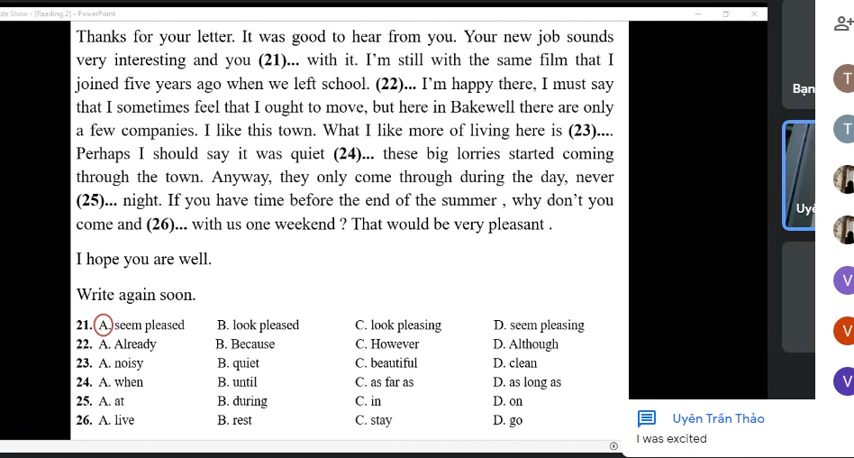 de Show - [Reading 2] - PowerPoint
Thanks for your letter. It was good to hear from you. Your new job sounds
very interesting and you (21)... with it. I’m still with the same film that I
joined five years ago when we left school. (22)... I’m happy there, I must say
that I sometimes feel that I ought to move, but here in Bakewell there are only
a few companies. I like this town. What I like more of living here is (23)....
Perhaps I should say it was quiet (24)... these big lorries started coming
through the town. Anyway, they only come through during the day, never
(25)... night. If you have time before the end of the summer , why don’t you
come and (26)... with us one weekend ? That would be very pleasant .
I hope you are well.
Write again soon.
21. A. seem pleased B. look pleased C. look pleasing D. seem pleasing
22. A. Already B. Because C. However D. Although
23. A. noisy B. quiet C. beautiful D. clean
24. A. when B. until C. as far as D. as long as
25. A. at B. during C. in D. on
26. A. live B. rest C. stay D. go
Bạn
Uyê
T
T
V
V
V
Uyên Trần Thảo
I was excited